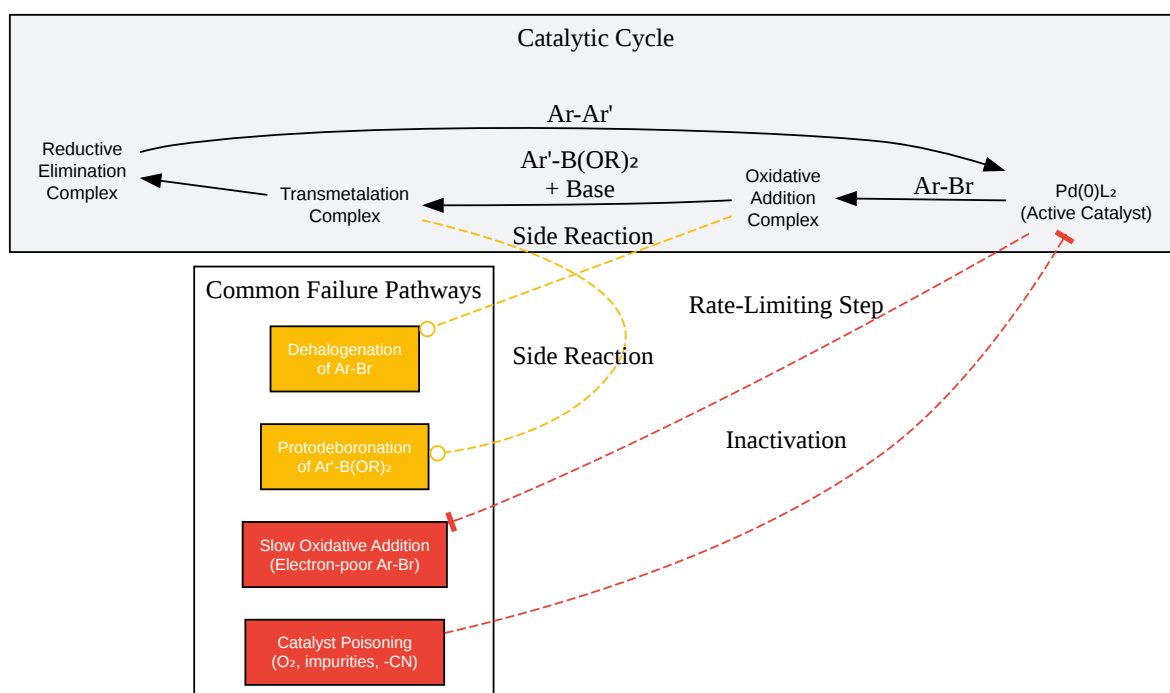 Catalytic Cycle
Ar-Ar'
Reductive
Elimination
Complex
Transmetalation
Complex
Ar'-B(OR)₂
+ Base
Oxidative
Addition
Complex
Ar-Br
Pd(0)L₂
(Active Catalyst)
Side Reaction
Common Failure Pathways
Rate-Limiting Step
Dehalogenation
of Ar-Br
Side Reaction
Protodeboronation
of Ar'-B(OR)₂
Inactivation
Slow Oxidative Addition
(Electron-poor Ar-Br)
Catalyst Poisoning
(O₂, impurities, -CN)